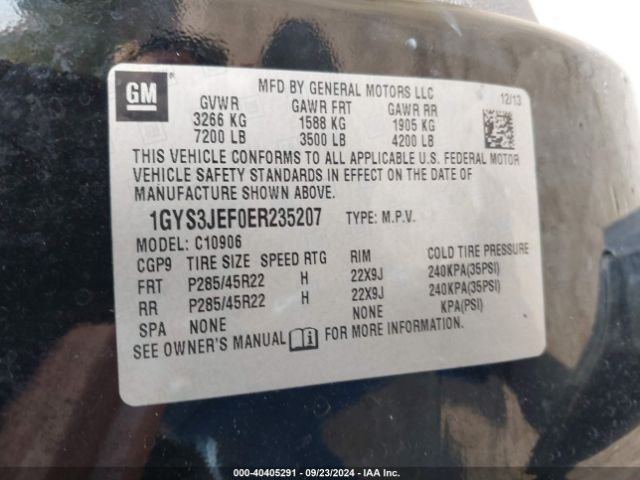 GM
MFD BY GENERAL MOTORS LLC
12/13
GVWR GAWR FRT GAWR RR
3266 KG 1588 KG 1905 KG
7200 LB 3500 LB 4200 LB
THIS VEHICLE CONFORMS TO ALL APPLICABLE U.S. FEDERAL MOTOR
VEHICLE SAFETY STANDARDS IN EFFECT ON THE DATE OF
MANUFACTURE SHOWN ABOVE.
1GYS3JEF0ER235207 TYPE: M.P.V.
MODEL: C10906
CGP9 TIRE SIZE SPEED RTG RIM COLD TIRE PRESSURE
FRT P285/45R22 H 22X9J 240KPA(35PSI)
RR P285/45R22 H 22X9J 240KPA(35PSI)
SPA NONE NONE KPA(PSI)
SEE OWNER'S MANUAL i FOR MORE INFORMATION.
000-40405291 - 09/23/2024 - IAA Inc.